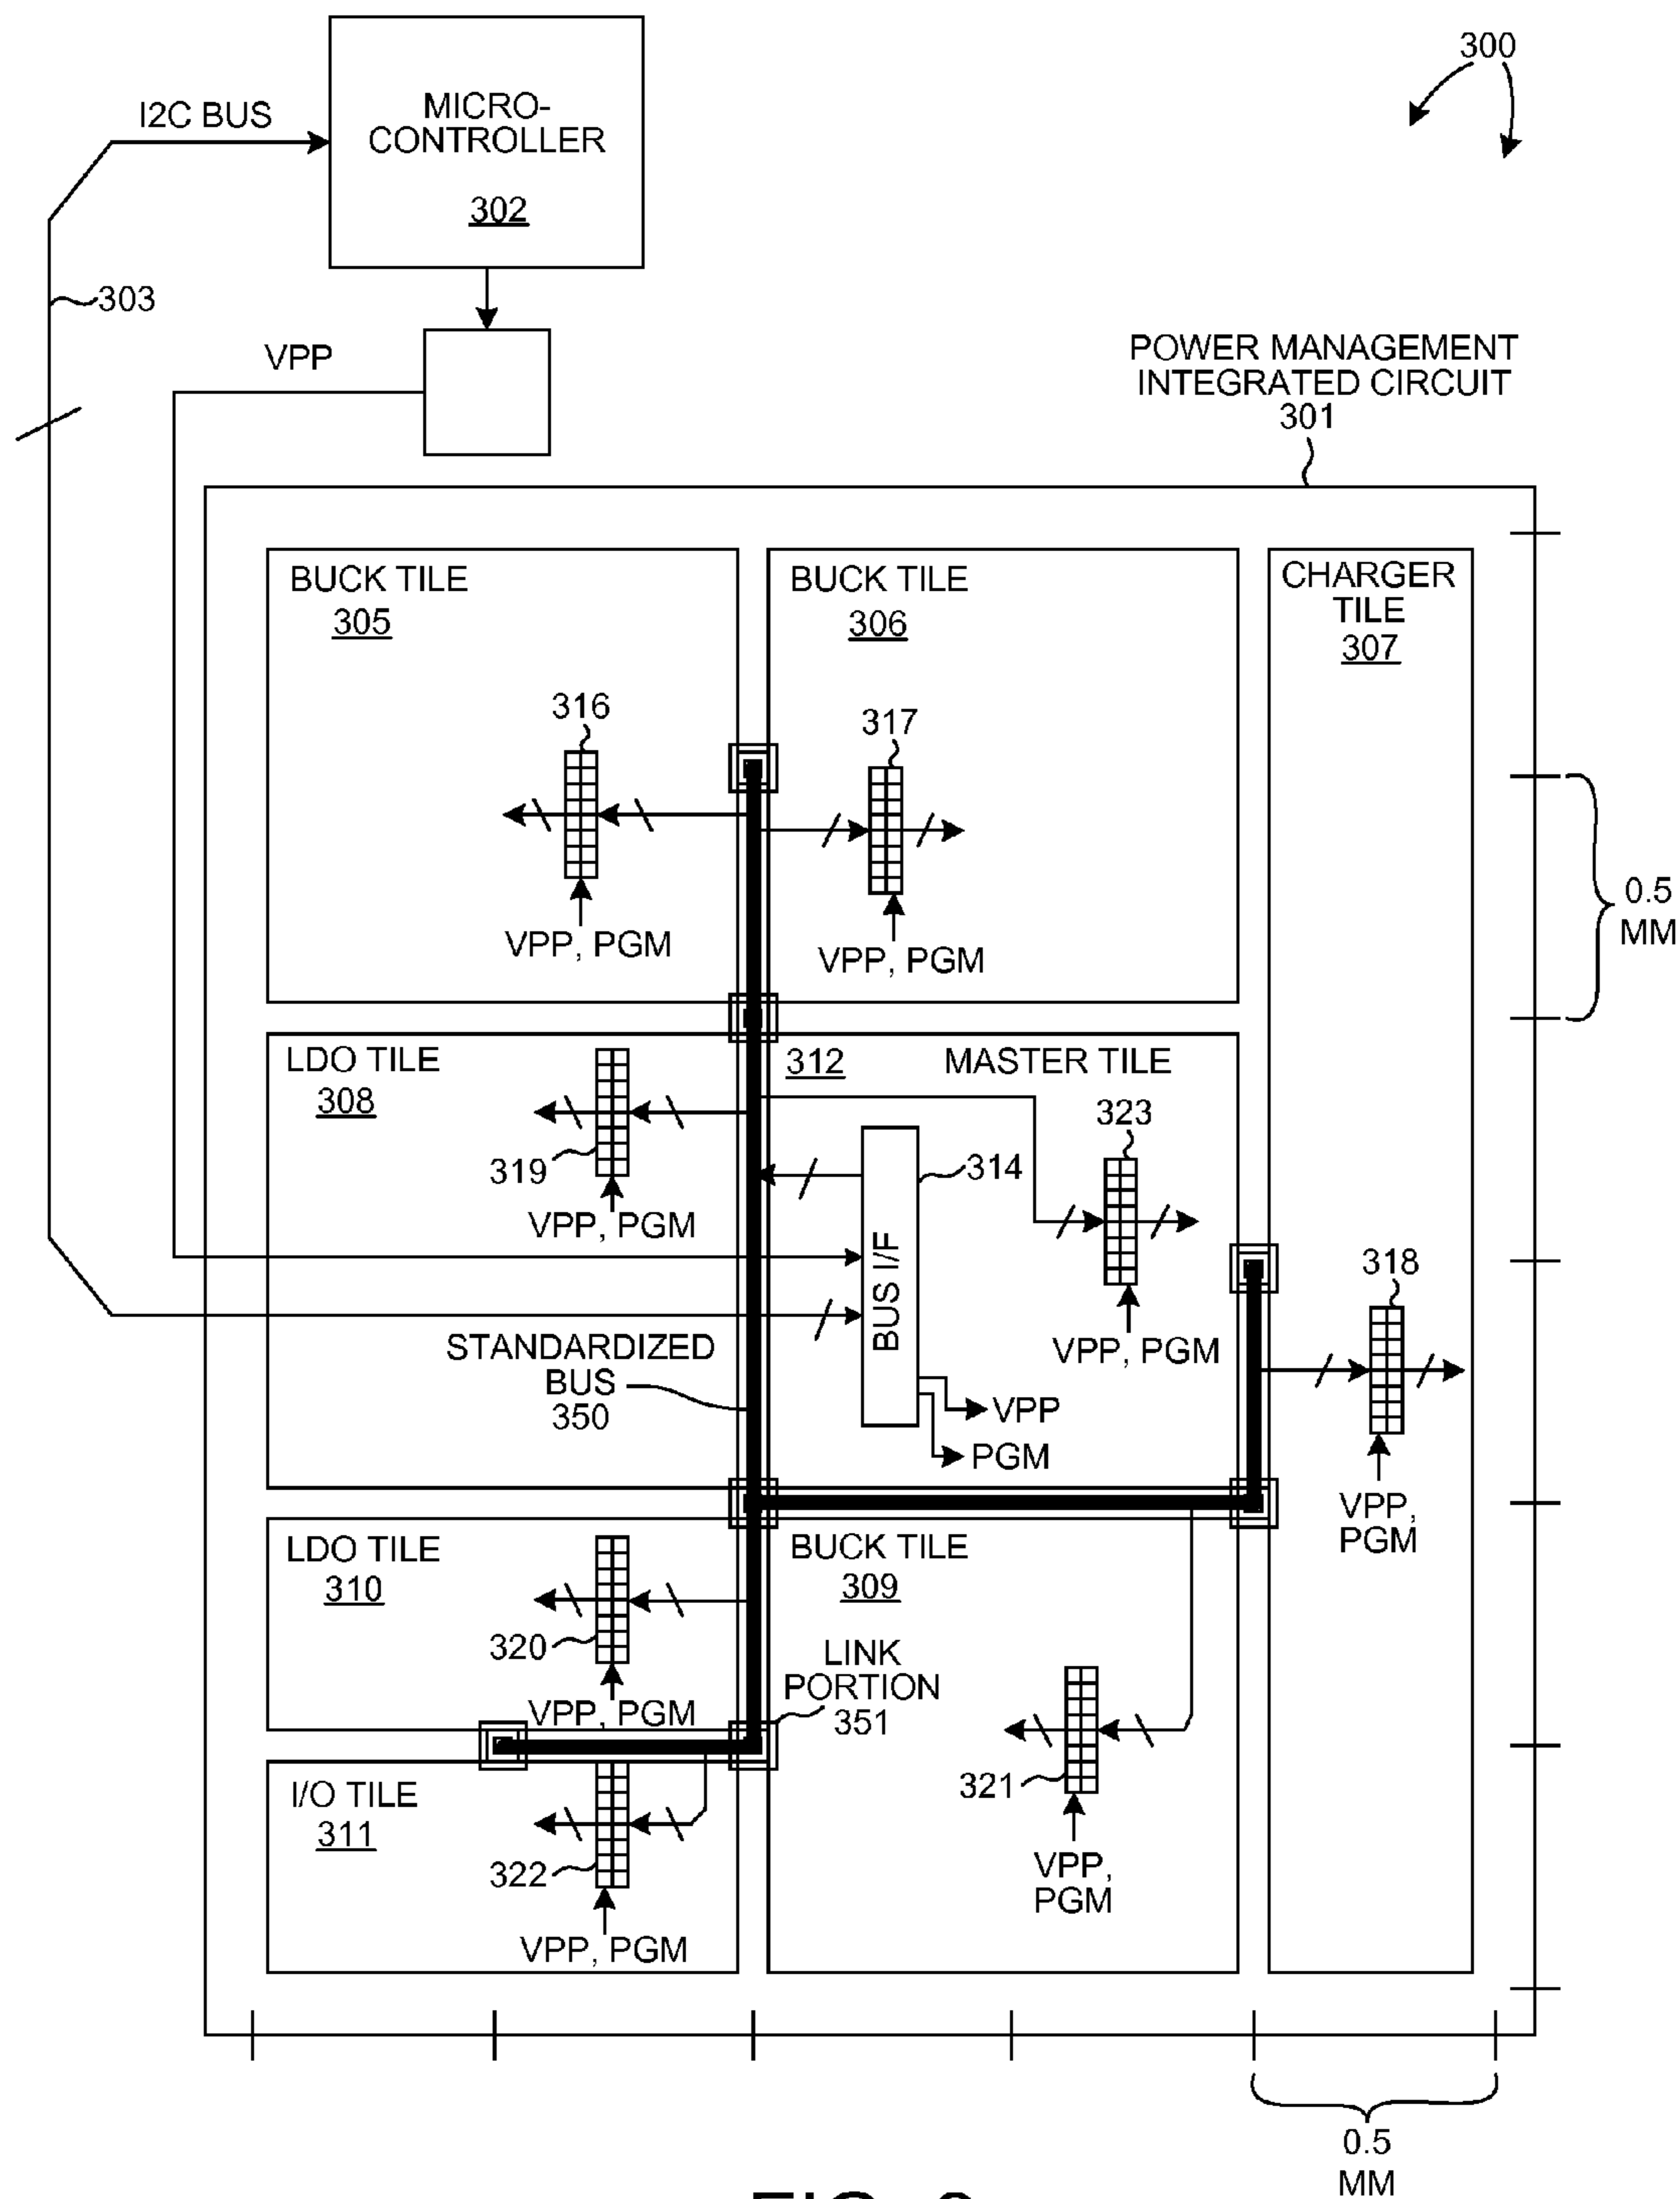 300
I2C BUS
MICRO-
CONTROLLER
302
303
VPP
POWER MANAGEMENT
INTEGRATED CIRCUIT
301
BUCK TILE
305
BUCK TILE
306
CHARGER
TILE
307
316
317
VPP, PGM
VPP, PGM
0.5
MM
LDO TILE
308
312
MASTER TILE
323
319
314
VPP, PGM
BUS I/F
318
STANDARDIZED
BUS
350
VPP, PGM
VPP
PGM
VPP,
PGM
LDO TILE
310
BUCK TILE
309
320
LINK
PORTION
351
VPP, PGM
321
I/O TILE
311
322
VPP,
PGM
VPP, PGM
0.5
MM